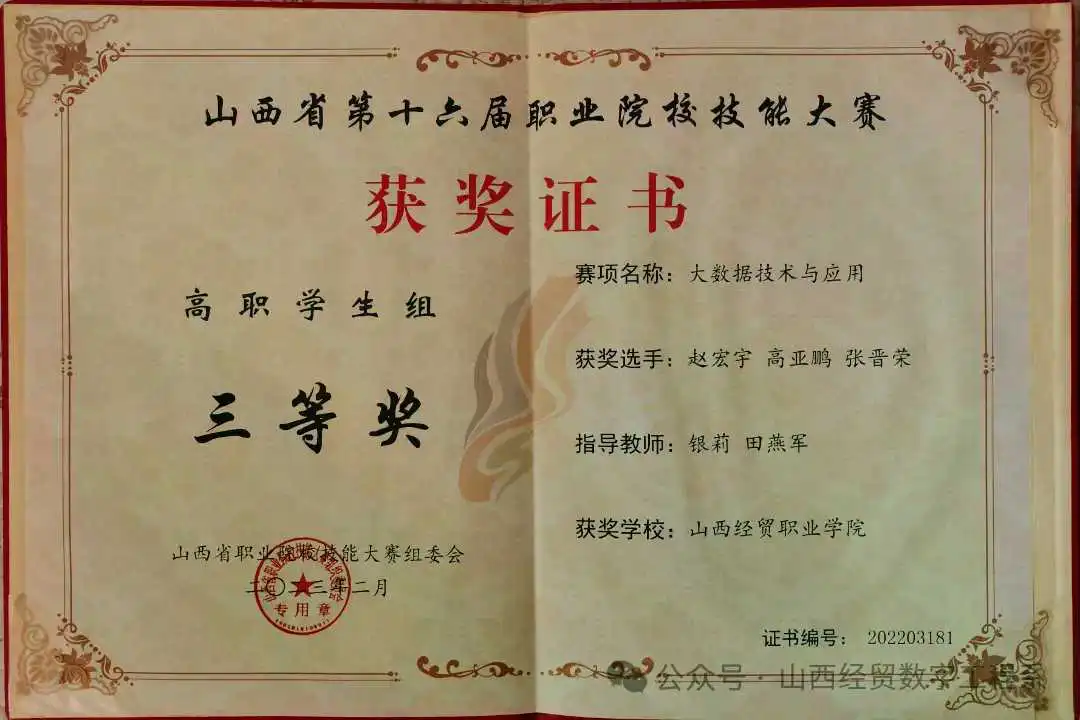 山西省第十六届职业院校技能大赛
获奖证书
高职学生组
三等奖
山西省职业院校技能大赛组委会
二〇二三年二月
专用章
赛项名称：大数据技术与应用
获奖选手：赵宏宇 高亚鹏 张晋荣
指导教师：银莉 田燕军
获奖学校：山西经贸职业学院
证书编号： 202203181
公众号 · 山西经贸数字工